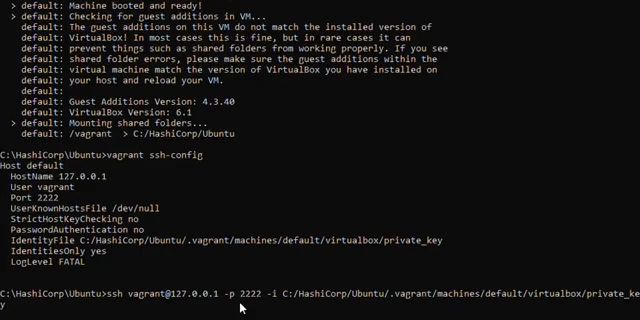 > default: Machine booted and ready!
> default: Checking for guest additions in VM...
default: The guest additions on this VM do not match the installed version of
default: VirtualBox! In most cases this is fine, but in rare cases it can
default: prevent things such as shared folders from working properly. If you see
default: shared folder errors, please make sure the guest additions within the
default: virtual machine match the version of VirtualBox you have installed on
default: your host and reload your VM.
default:
default: Guest Additions Version: 4.3.40
default: VirtualBox Version: 6.1
> default: Mounting shared folders...
default: /vagrant > C:/HashiCorp/Ubuntu
C:\HashiCorp\Ubuntu>vagrant ssh-config
Host default
HostName 127.0.0.1
User vagrant
Port 2222
UserKnownHostsFile /dev/null
StrictHostKeyChecking no
PasswordAuthentication no
IdentityFile C:/HashiCorp/Ubuntu/.vagrant/machines/default/virtualbox/private_key
IdentitiesOnly yes
LogLevel FATAL
C:\HashiCorp\Ubuntu>ssh vagrant@127.0.0.1 -p 2222 -i C:/HashiCorp/Ubuntu/.vagrant/machines/default/virtualbox/private_ke
y